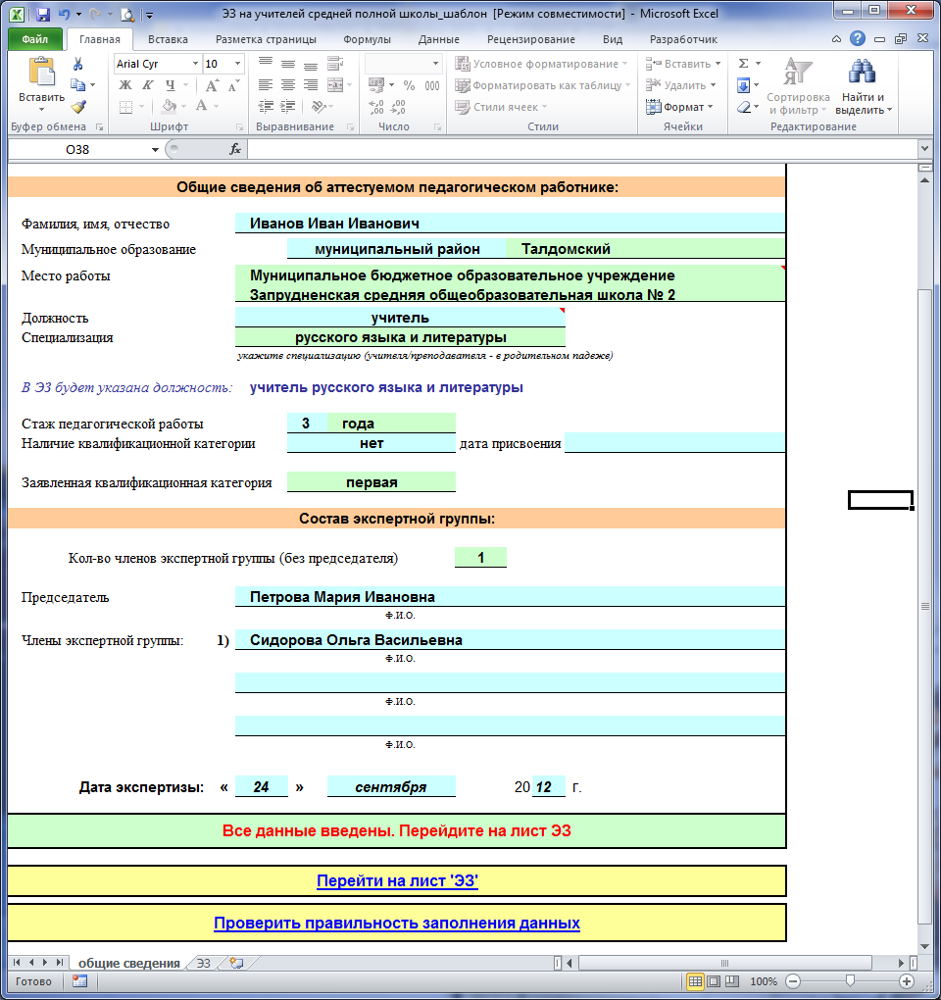 ЭЗ на учителей средней полной школы_шаблон [Режим совместимости] - Microsoft Excel
Файл Главная Вставка Разметка страницы Формулы Данные Рецензирование Вид Разработчик
Arial Cyr 10 Условное форматирование Вставить Σ
Вставить Ж К Ч A A % 000 Форматировать как таблицу Удалить Сортировка и фильтр Найти и выделить
Стили ячеек Формат
Буфер обмена Шрифт Выравнивание Число Стили Ячейки Редактирование
O38 fx
Общие сведения об аттестуемом педагогическом работнике:
Фамилия, имя, отчество Иванов Иван Иванович
Муниципальное образование муниципальный район Талдомский
Место работы Муниципальное бюджетное образовательное учреждение
Запрудненская средняя общеобразовательная школа № 2
Должность учитель
Специализация русского языка и литературы
укажите специализацию (учителя/преподавателя - в родительном падеже)
В ЭЗ будет указана должность: учитель русского языка и литературы
Стаж педагогической работы 3 года
Наличие квалификационной категории нет дата присвоения
Заявленная квалификационная категория первая
Состав экспертной группы:
Кол-во членов экспертной группы (без председателя) 1
Председатель Петрова Мария Ивановна
Ф.И.О.
Члены экспертной группы: 1) Сидорова Ольга Васильевна
Ф.И.О.
Ф.И.О.
Ф.И.О.
Дата экспертизы: « 24 » сентября 20 12 г.
Все данные введены. Перейдите на лист ЭЗ
Перейти на лист 'ЭЗ'
Проверить правильность заполнения данных
общие сведения ЭЗ
Готово 100%